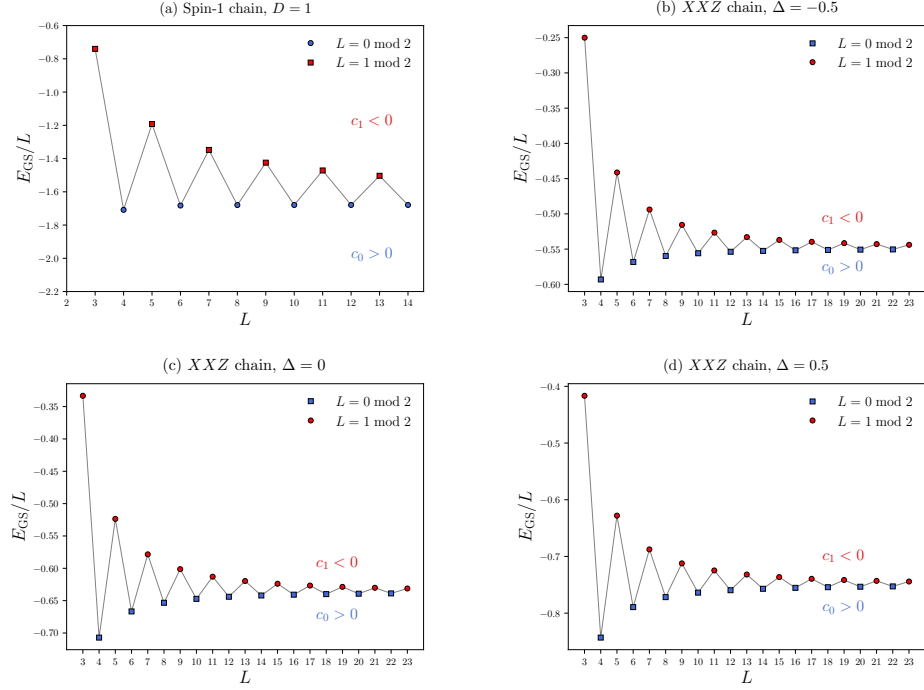 (a) Spin-1 chain, D = 1
−0.6
−0.8
−1.0
−1.2
−1.4
−1.6
−1.8
−2.0
−2.2
E_GS/L
L = 0 mod 2
L = 1 mod 2
c₁ < 0
c₀ > 0
2 3 4 5 6 7 8 9 10 11 12 13 14
L
(b) XXZ chain, Δ = −0.5
−0.25
−0.30
−0.35
−0.40
−0.45
−0.50
−0.55
−0.60
E_GS/L
L = 0 mod 2
L = 1 mod 2
c₁ < 0
c₀ > 0
3 4 5 6 7 8 9 10 11 12 13 14 15 16 17 18 19 20 21 22 23
L
(c) XXZ chain, Δ = 0
−0.35
−0.40
−0.45
−0.50
−0.55
−0.60
−0.65
−0.70
E_GS/L
L = 0 mod 2
L = 1 mod 2
c₁ < 0
c₀ > 0
3 4 5 6 7 8 9 10 11 12 13 14 15 16 17 18 19 20 21 22 23
L
(d) XXZ chain, Δ = 0.5
−0.4
−0.5
−0.6
−0.7
−0.8
E_GS/L
L = 0 mod 2
L = 1 mod 2
c₁ < 0
c₀ > 0
3 4 5 6 7 8 9 10 11 12 13 14 15 16 17 18 19 20 21 22 23
L